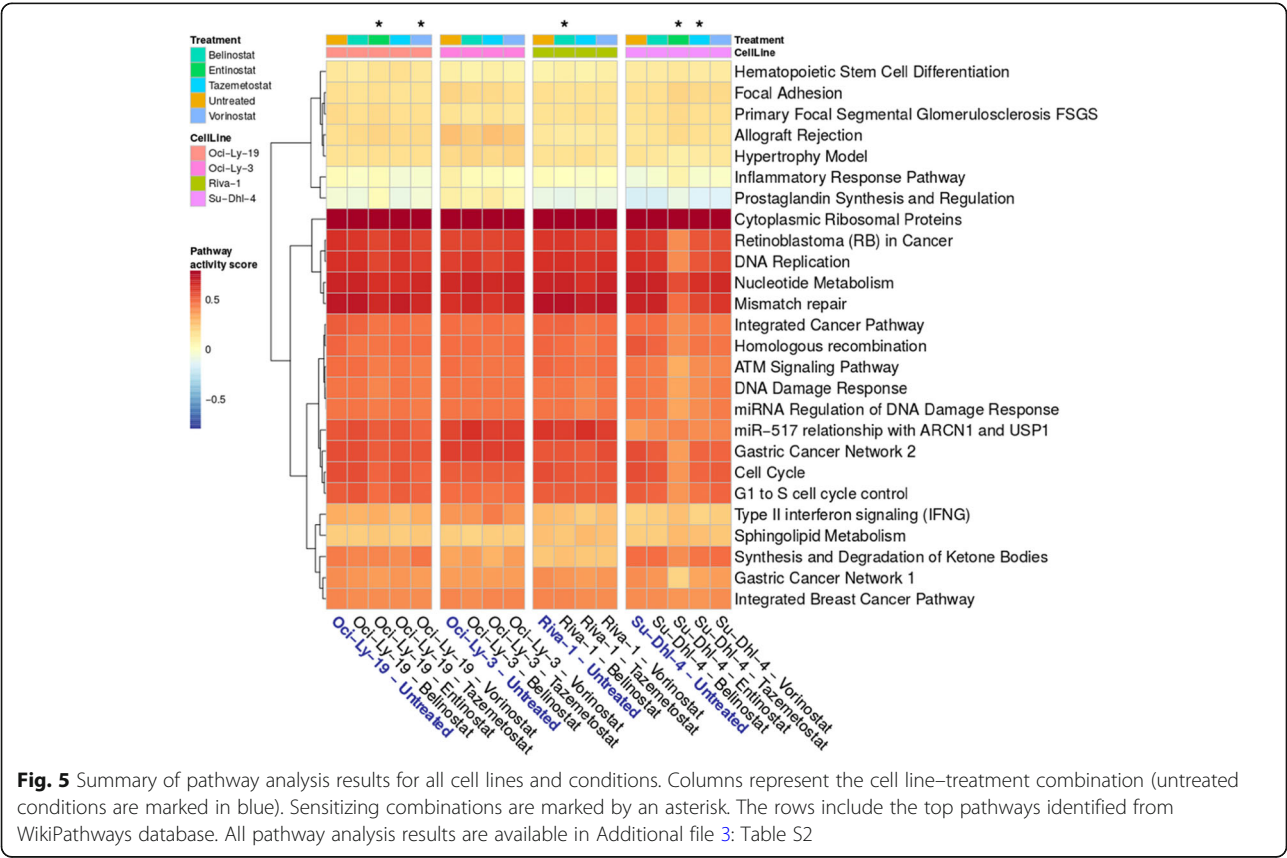 * * * * *
Treatment
Belinostat
Entinostat
Tazemetostat
Untreated
Vorinostat
CellLine
Oci-Ly-19
Oci-Ly-3
Riva-1
Su-Dhl-4
Pathway
activity score
0.5
0
-0.5
Treatment
CellLine
Hematopoietic Stem Cell Differentiation
Focal Adhesion
Primary Focal Segmental Glomerulosclerosis FSGS
Allograft Rejection
Hypertrophy Model
Inflammatory Response Pathway
Prostaglandin Synthesis and Regulation
Cytoplasmic Ribosomal Proteins
Retinoblastoma (RB) in Cancer
DNA Replication
Nucleotide Metabolism
Mismatch repair
Integrated Cancer Pathway
Homologous recombination
ATM Signaling Pathway
DNA Damage Response
miRNA Regulation of DNA Damage Response
miR-517 relationship with ARCN1 and USP1
Gastric Cancer Network 2
Cell Cycle
G1 to S cell cycle control
Type II interferon signaling (IFNG)
Sphingolipid Metabolism
Synthesis and Degradation of Ketone Bodies
Gastric Cancer Network 1
Integrated Breast Cancer Pathway
Oci-Ly-19 - Untreated
Oci-Ly-19 - Belinostat
Oci-Ly-19 - Entinostat
Oci-Ly-19 - Tazemetostat
Oci-Ly-19 - Vorinostat
Oci-Ly-3 - Untreated
Oci-Ly-3 - Belinostat
Oci-Ly-3 - Tazemetostat
Oci-Ly-3 - Vorinostat
Riva-1 - Untreated
Riva-1 - Belinostat
Riva-1 - Tazemetostat
Riva-1 - Vorinostat
Su-Dhl-4 - Untreated
Su-Dhl-4 - Belinostat
Su-Dhl-4 - Entinostat
Su-Dhl-4 - Tazemetostat
Su-Dhl-4 - Vorinostat
Fig. 5 Summary of pathway analysis results for all cell lines and conditions. Columns represent the cell line–treatment combination (untreated
conditions are marked in blue). Sensitizing combinations are marked by an asterisk. The rows include the top pathways identified from
WikiPathways database. All pathway analysis results are available in Additional file 3: Table S2